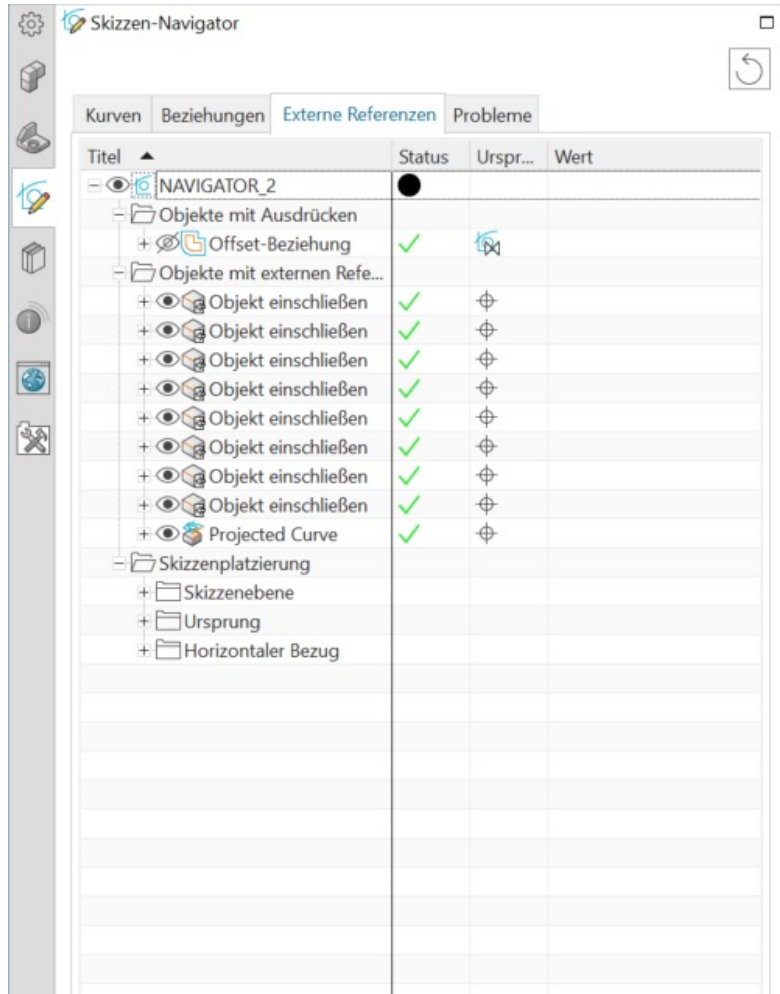 Skizzen-Navigator
Kurven Beziehungen Externe Referenzen Probleme
Titel Status Urspr... Wert
NAVIGATOR_2
Objekte mit Ausdrücken
Offset-Beziehung
Objekte mit externen Refe...
Objekt einschließen
Objekt einschließen
Objekt einschließen
Objekt einschließen
Objekt einschließen
Objekt einschließen
Objekt einschließen
Objekt einschließen
Projected Curve
Skizzenplatzierung
Skizzenebene
Ursprung
Horizontaler Bezug